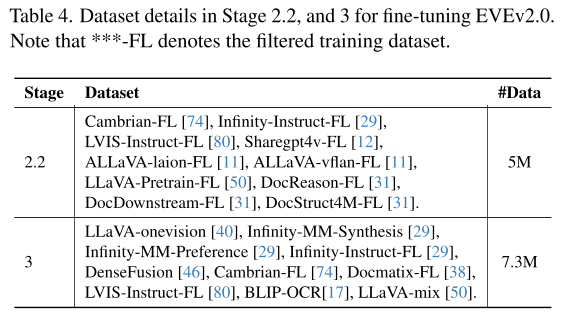 Table 4. Dataset details in Stage 2.2, and 3 for fine-tuning EVEv2.0.
Note that ***-FL denotes the filtered training dataset.
Stage Dataset #Data
Cambrian-FL [74], Infinity-Instruct-FL [29],
LVIS-Instruct-FL [80], Sharegpt4v-FL [12],
2.2 ALLaVA-laion-FL [11], ALLaVA-vflan-FL [11], 5M
LLaVA-Pretrain-FL [50], DocReason-FL [31],
DocDownstream-FL [31], DocStruct4M-FL [31].
LLaVA-onevision [40], Infinity-MM-Synthesis [29],
Infinity-MM-Preference [29], Infinity-Instruct-FL [29],
3 DenseFusion [46], Cambrian-FL [74], Docmatix-FL [38], 7.3M
LVIS-Instruct-FL [80], BLIP-OCR[17], LLaVA-mix [50].